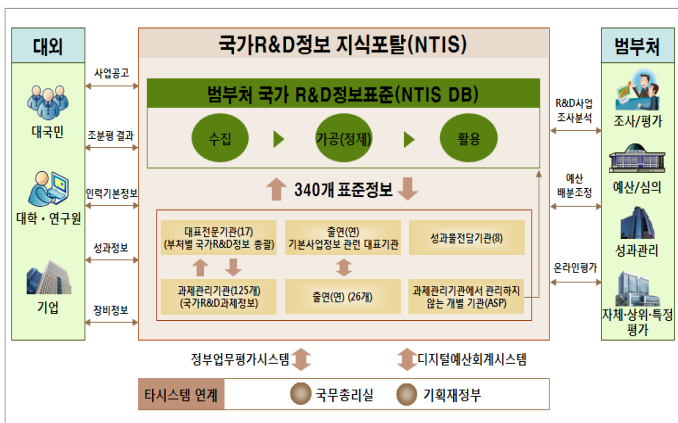 대외
국가R&D정보 지식포탈(NTIS)
범부처
사업공고
조분평 결과
인력기본정보
성과정보
장비정보
대국민
대학・연구원
기업
범부처 국가 R&D정보표준(NTIS DB)
수집
가공(정제)
활용
340개 표준정보
대표전문기관(17)
(부처별 국가R&D정보 총괄)
출연(연)
기본사업정보 관련 대표기관
성과물전담기관(8)
과제관리기관(125개)
(국가R&D과제정보)
출연(연) (26개)
과제관리기관에서 관리하지
않는 개별 기관(ASP)
R&D사업
조사분석
예산
배분조정
온라인평가
조사/평가
예산/심의
성과관리
자체·상위·특정
평가
정부업무평가시스템
디지털예산회계시스템
타시스템 연계
국무총리실
기획재정부